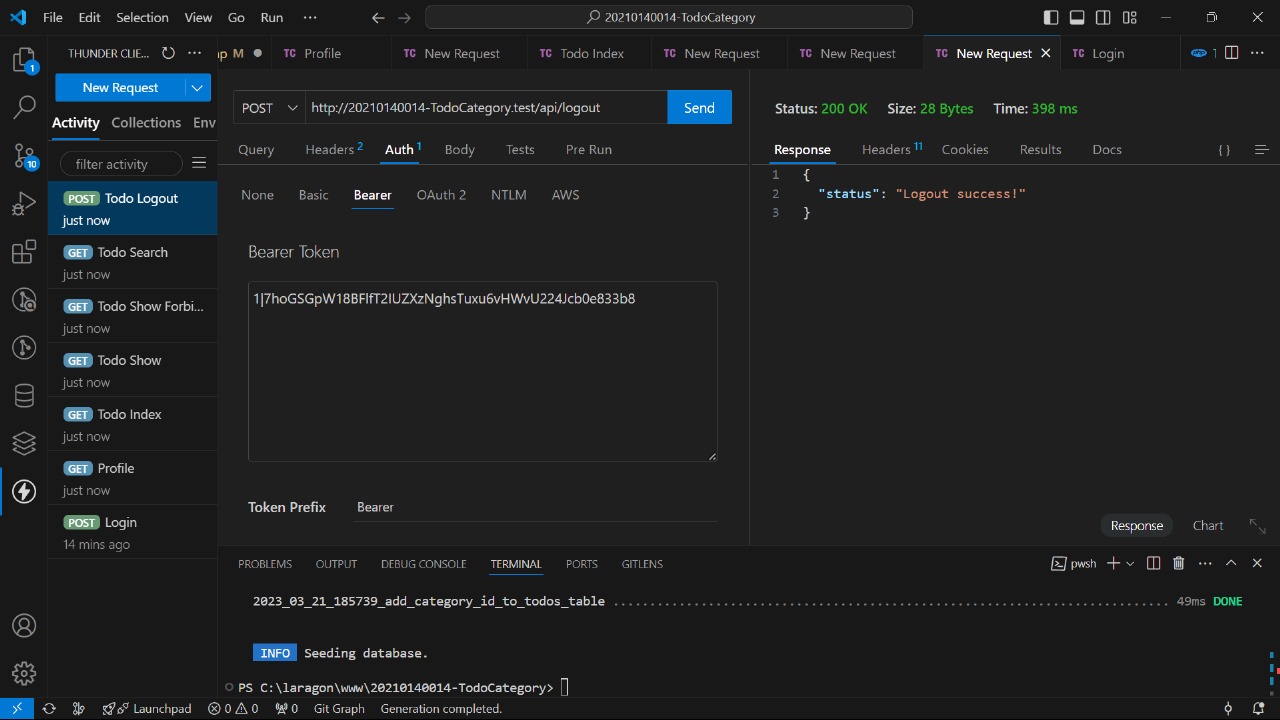 File Edit Selection View Go Run ··· 20210140014-TodoCategory
THUNDER CLIE... ··· M Profile New Request Todo Index New Request New Request New Request Login
TC TC TC TC TC TC TC
New Request
Activity Collections Env
filter activity
POST Todo Logout
just now
GET Todo Search
just now
GET Todo Show Forbi...
just now
GET Todo Show
just now
GET Todo Index
just now
GET Profile
just now
POST Login
14 mins ago
1
10
POST http://20210140014-TodoCategory.test/api/logout Send
Query Headers 2 Auth 1 Body Tests Pre Run
None Basic Bearer OAuth 2 NTLM AWS
Bearer Token
Token Prefix Bearer
Status: 200 OK Size: 28 Bytes Time: 398 ms
Response Headers 11 Cookies Results Docs { }
1 {
2 "status": "Logout success!"
3 }
Response Chart
PROBLEMS OUTPUT DEBUG CONSOLE TERMINAL PORTS GITLENS pwsh
2023_03_21_185739_add_category_id_to_todos_table 49ms DONE
INFO Seeding database.
PS C:\laragon\www\20210140014-TodoCategory>
Launchpad 0 0 0 Git Graph Generation completed.